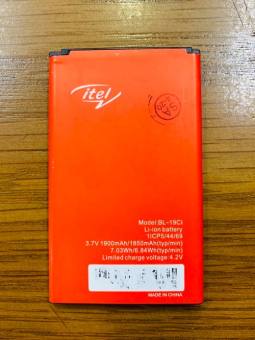 itel
Model:BL-19CI
Li-ion battery
1ICP5/44/69
3.7V 1900mAh/1850mAh(typ/min)
7.03Wh/6.84Wh(typ/min)
Limited charge voltage:4.2V
MADE IN CHINA